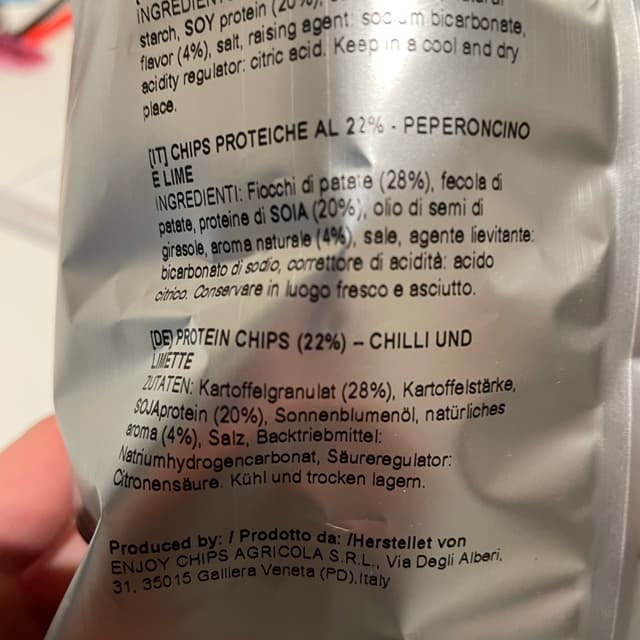 INGREDIENT
starch, SOY protein (20%),
flavor (4%), salt, raising agent: sodium bicarbonate,
acidity regulator: citric acid. Keep in a cool and dry
place.
[IT] CHIPS PROTEICHE AL 22% - PEPERONCINO
E LIME
INGREDIENTI: Fiocchi di patate (28%), fecola di
patate, proteine di SOIA (20%), olio di semi di
girasole, aroma naturale (4%), sale, agente lievitante:
bicarbonato di sodio, correttore di acidità: acido
citrico. Conservare in luogo fresco e asciutto.
[DE] PROTEIN CHIPS (22%) – CHILLI UND
LIMETTE
ZUTATEN: Kartoffelgranulat (28%), Kartoffelstärke,
SOJAprotein (20%), Sonnenblumenöl, natürliches
aroma (4%), Salz, Backtriebmittel:
Natriumhydrogencarbonat, Säureregulator:
Citronensäure. Kühl und trocken lagern.
Produced by: / Prodotto da: /Herstellet von
ENJOY CHIPS AGRICOLA S.R.L., Via Degli Alberi,
31, 35015 Galliera Veneta (PD),Italy